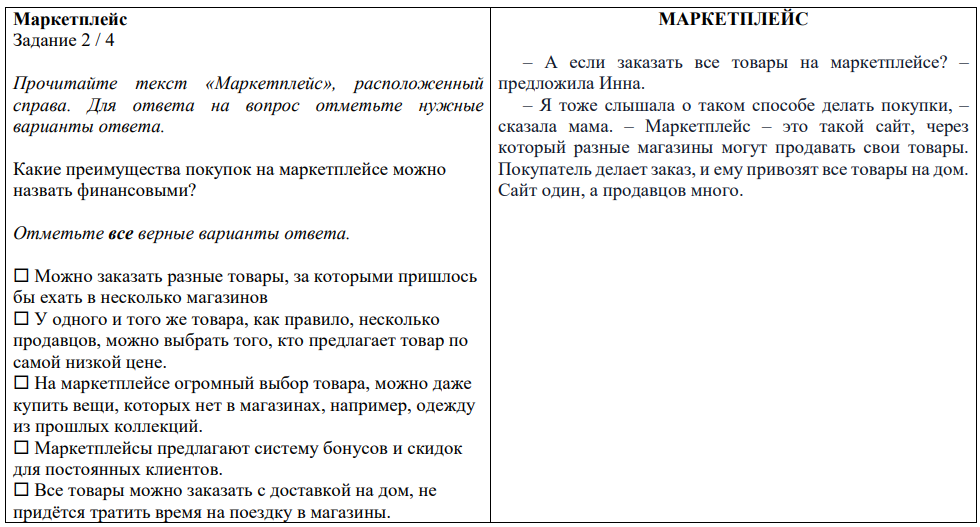 Маркетплейс
Задание 2 / 4
Прочитайте текст «Маркетплейс», расположенный
справа. Для ответа на вопрос отметьте нужные
варианты ответа.
Какие преимущества покупок на маркетплейсе можно
назвать финансовыми?
Отметьте все верные варианты ответа.
☐ Можно заказать разные товары, за которыми пришлось
бы ехать в несколько магазинов
☐ У одного и того же товара, как правило, несколько
продавцов, можно выбрать того, кто предлагает товар по
самой низкой цене.
☐ На маркетплейсе огромный выбор товара, можно даже
купить вещи, которых нет в магазинах, например, одежду
из прошлых коллекций.
☐ Маркетплейсы предлагают систему бонусов и скидок
для постоянных клиентов.
☐ Все товары можно заказать с доставкой на дом, не
придётся тратить время на поездку в магазины.
МАРКЕТПЛЕЙС
– А если заказать все товары на маркетплейсе? –
предложила Инна.
– Я тоже слышала о таком способе делать покупки, –
сказала мама. – Маркетплейс – это такой сайт, через
который разные магазины могут продавать свои товары.
Покупатель делает заказ, и ему привозят все товары на дом.
Сайт один, а продавцов много.